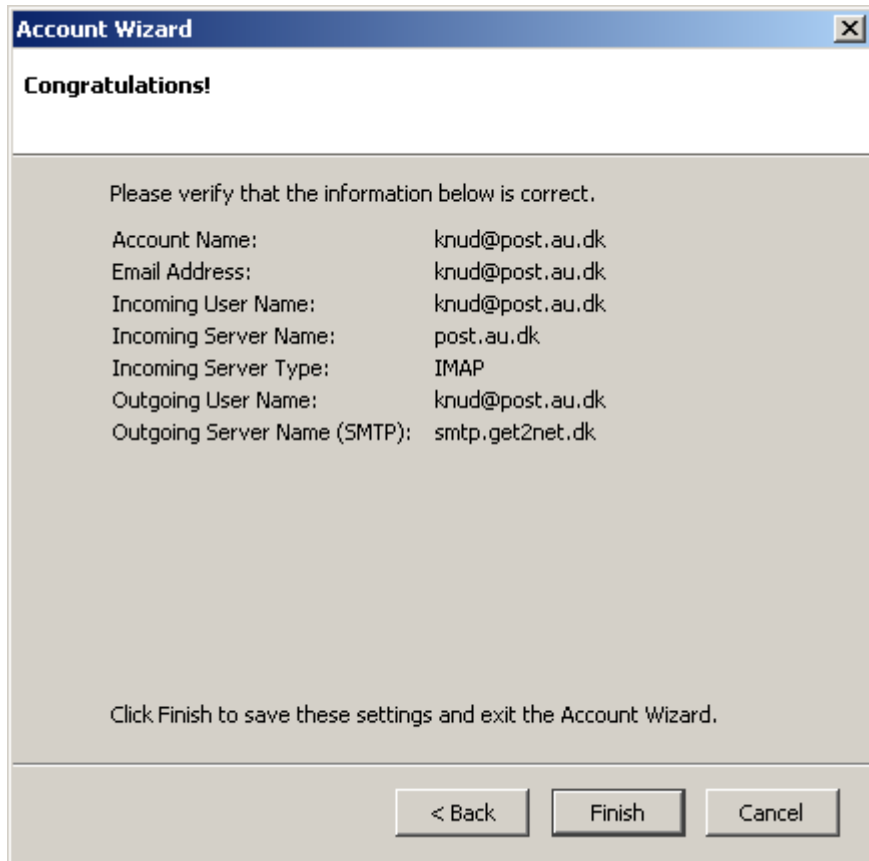 Account Wizard
Congratulations!
Please verify that the information below is correct.
Account Name: knud@post.au.dk
Email Address: knud@post.au.dk
Incoming User Name: knud@post.au.dk
Incoming Server Name: post.au.dk
Incoming Server Type: IMAP
Outgoing User Name: knud@post.au.dk
Outgoing Server Name (SMTP): smtp.get2net.dk
Click Finish to save these settings and exit the Account Wizard.
< Back Finish Cancel